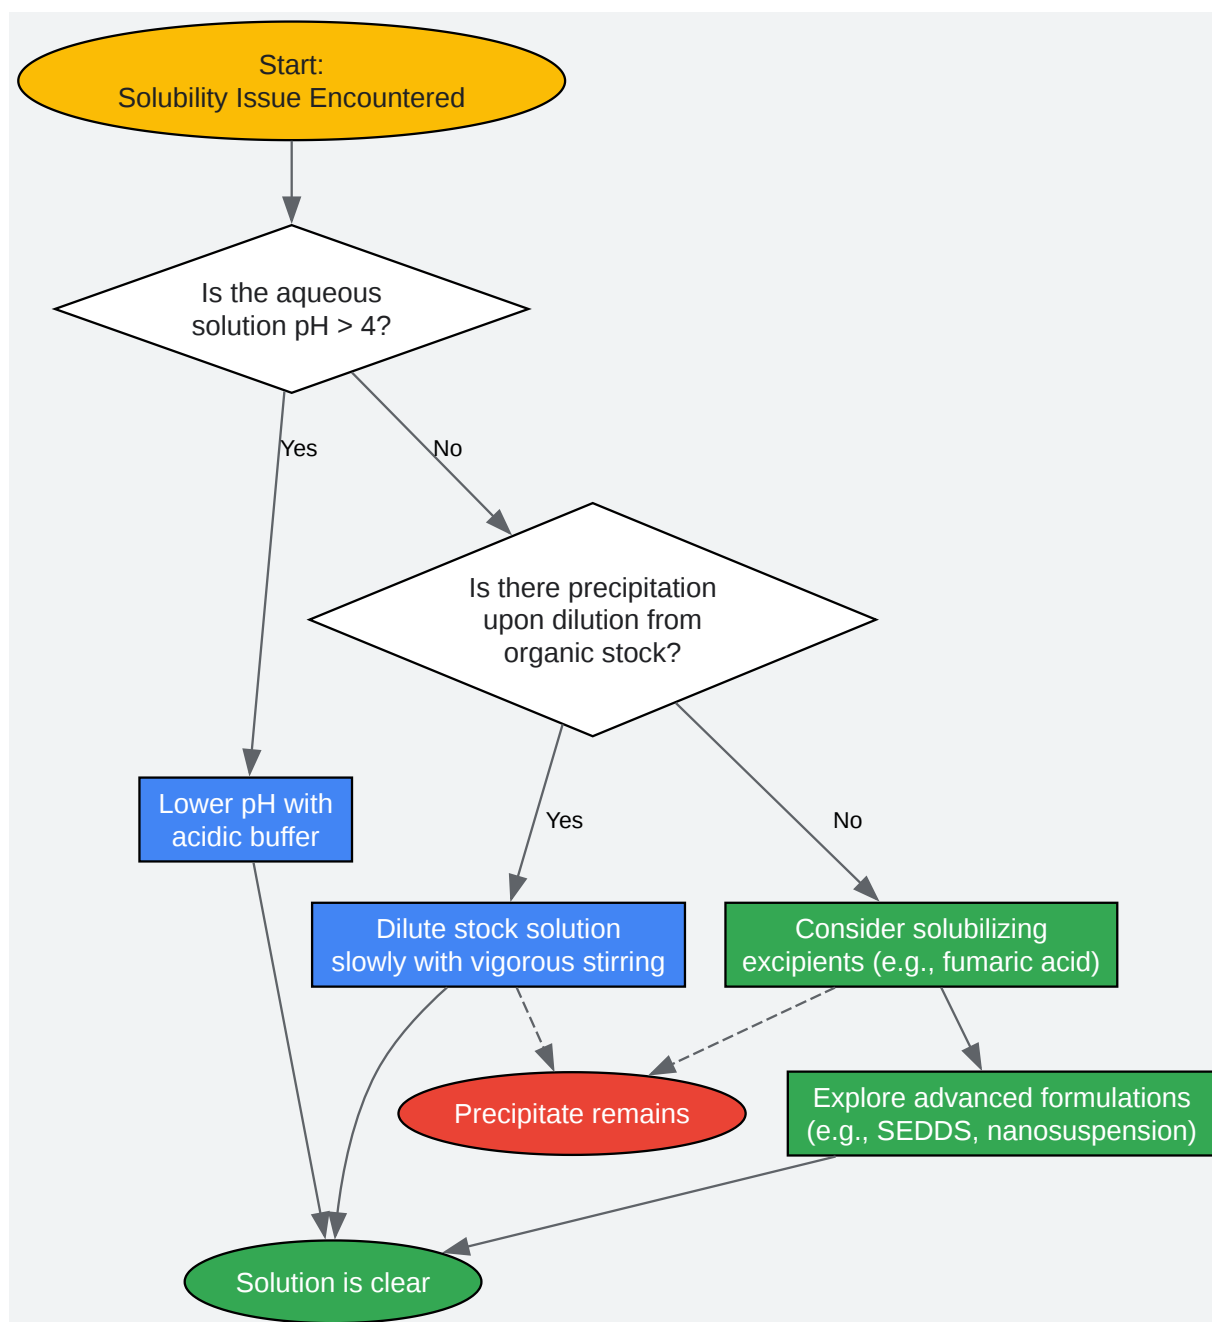 Start:
Solubility Issue Encountered
Is the aqueous
solution pH > 4?
Yes
No
Is there precipitation
upon dilution from
organic stock?
Lower pH with
acidic buffer
Yes
No
Dilute stock solution
slowly with vigorous stirring
Consider solubilizing
excipients (e.g., fumaric acid)
Precipitate remains
Explore advanced formulations
(e.g., SEDDS, nanosuspension)
Solution is clear